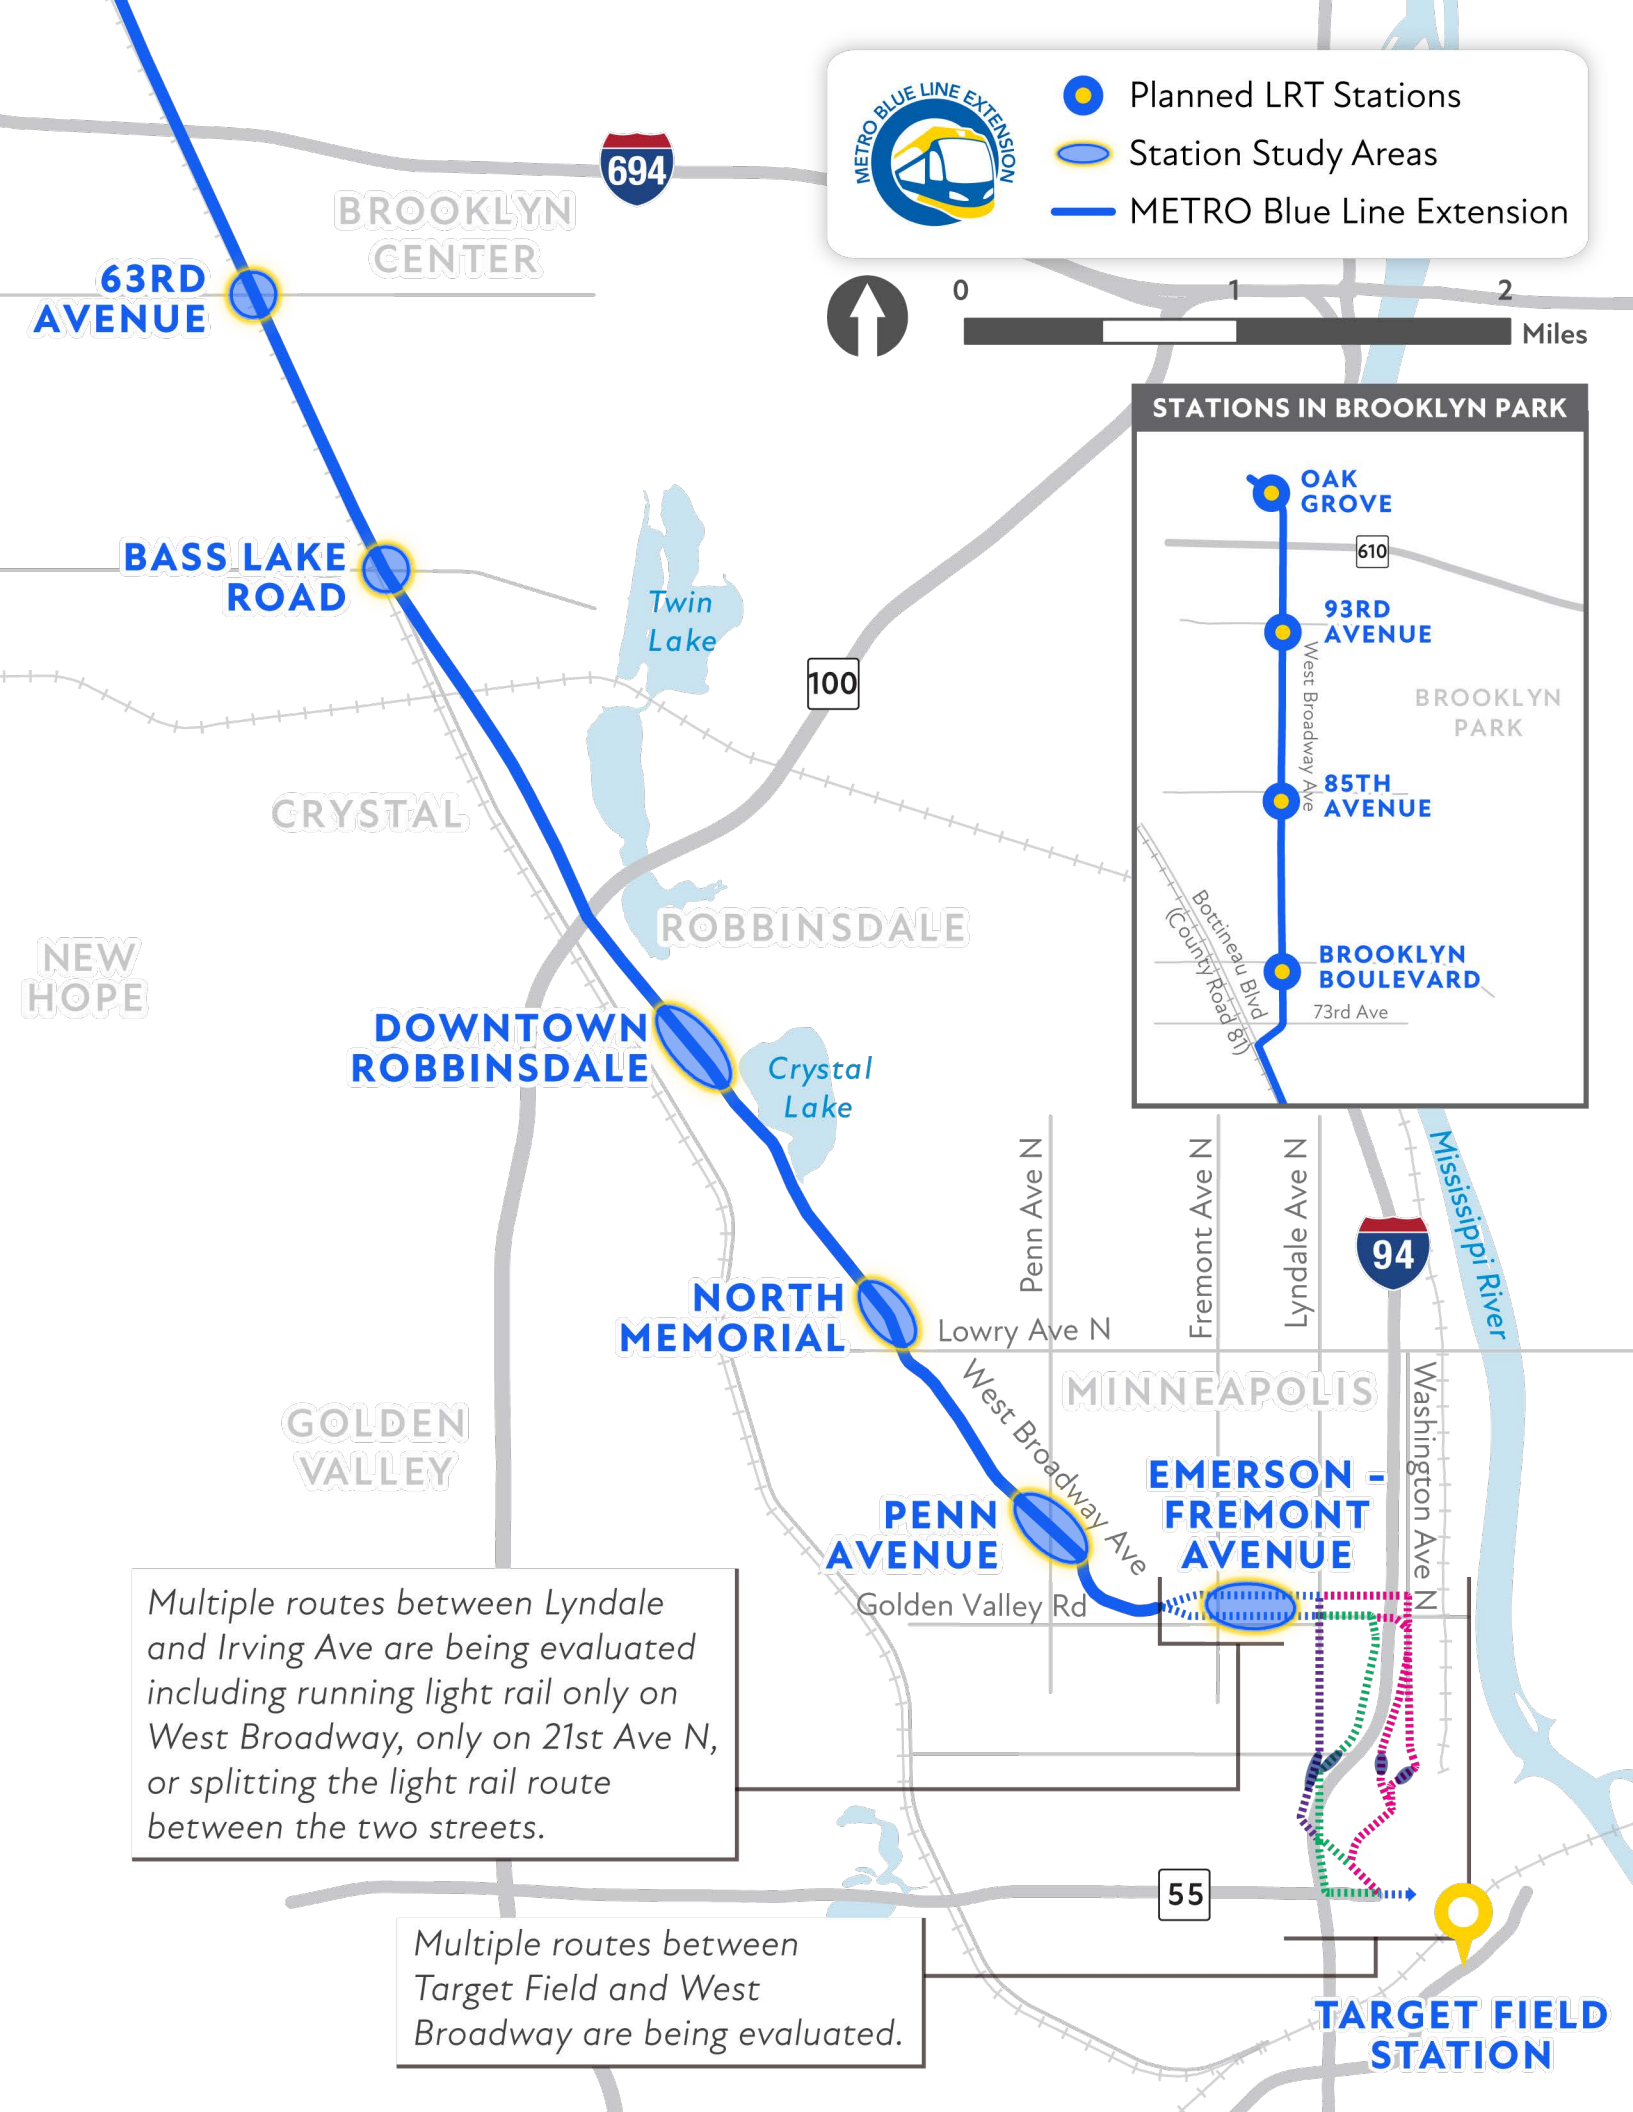 METRO BLUE LINE EXTENSION
Planned LRT Stations
Station Study Areas
METRO Blue Line Extension
694
BROOKLYN
CENTER
63RD
AVENUE
0 1 2
Miles
STATIONS IN BROOKLYN PARK
OAK
GROVE
610
93RD
AVENUE
West Broadway Ave
BROOKLYN
PARK
85TH
AVENUE
Bottineau Blvd
(County Road 81)
BROOKLYN
BOULEVARD
73rd Ave
BASS LAKE
ROAD
Twin
Lake
100
CRYSTAL
ROBBINSDALE
NEW
HOPE
DOWNTOWN
ROBBINSDALE
Crystal
Lake
Penn Ave N
Fremont Ave N
Lyndale Ave N
94
Mississippi River
NORTH
MEMORIAL
Lowry Ave N
West Broadway Ave
MINNEAPOLIS
Washington Ave N
GOLDEN
VALLEY
PENN
AVENUE
EMERSON -
FREMONT
AVENUE
Golden Valley Rd
Multiple routes between Lyndale
and Irving Ave are being evaluated
including running light rail only on
West Broadway, only on 21st Ave N,
or splitting the light rail route
between the two streets.
55
Multiple routes between
Target Field and West
Broadway are being evaluated.
TARGET FIELD
STATION